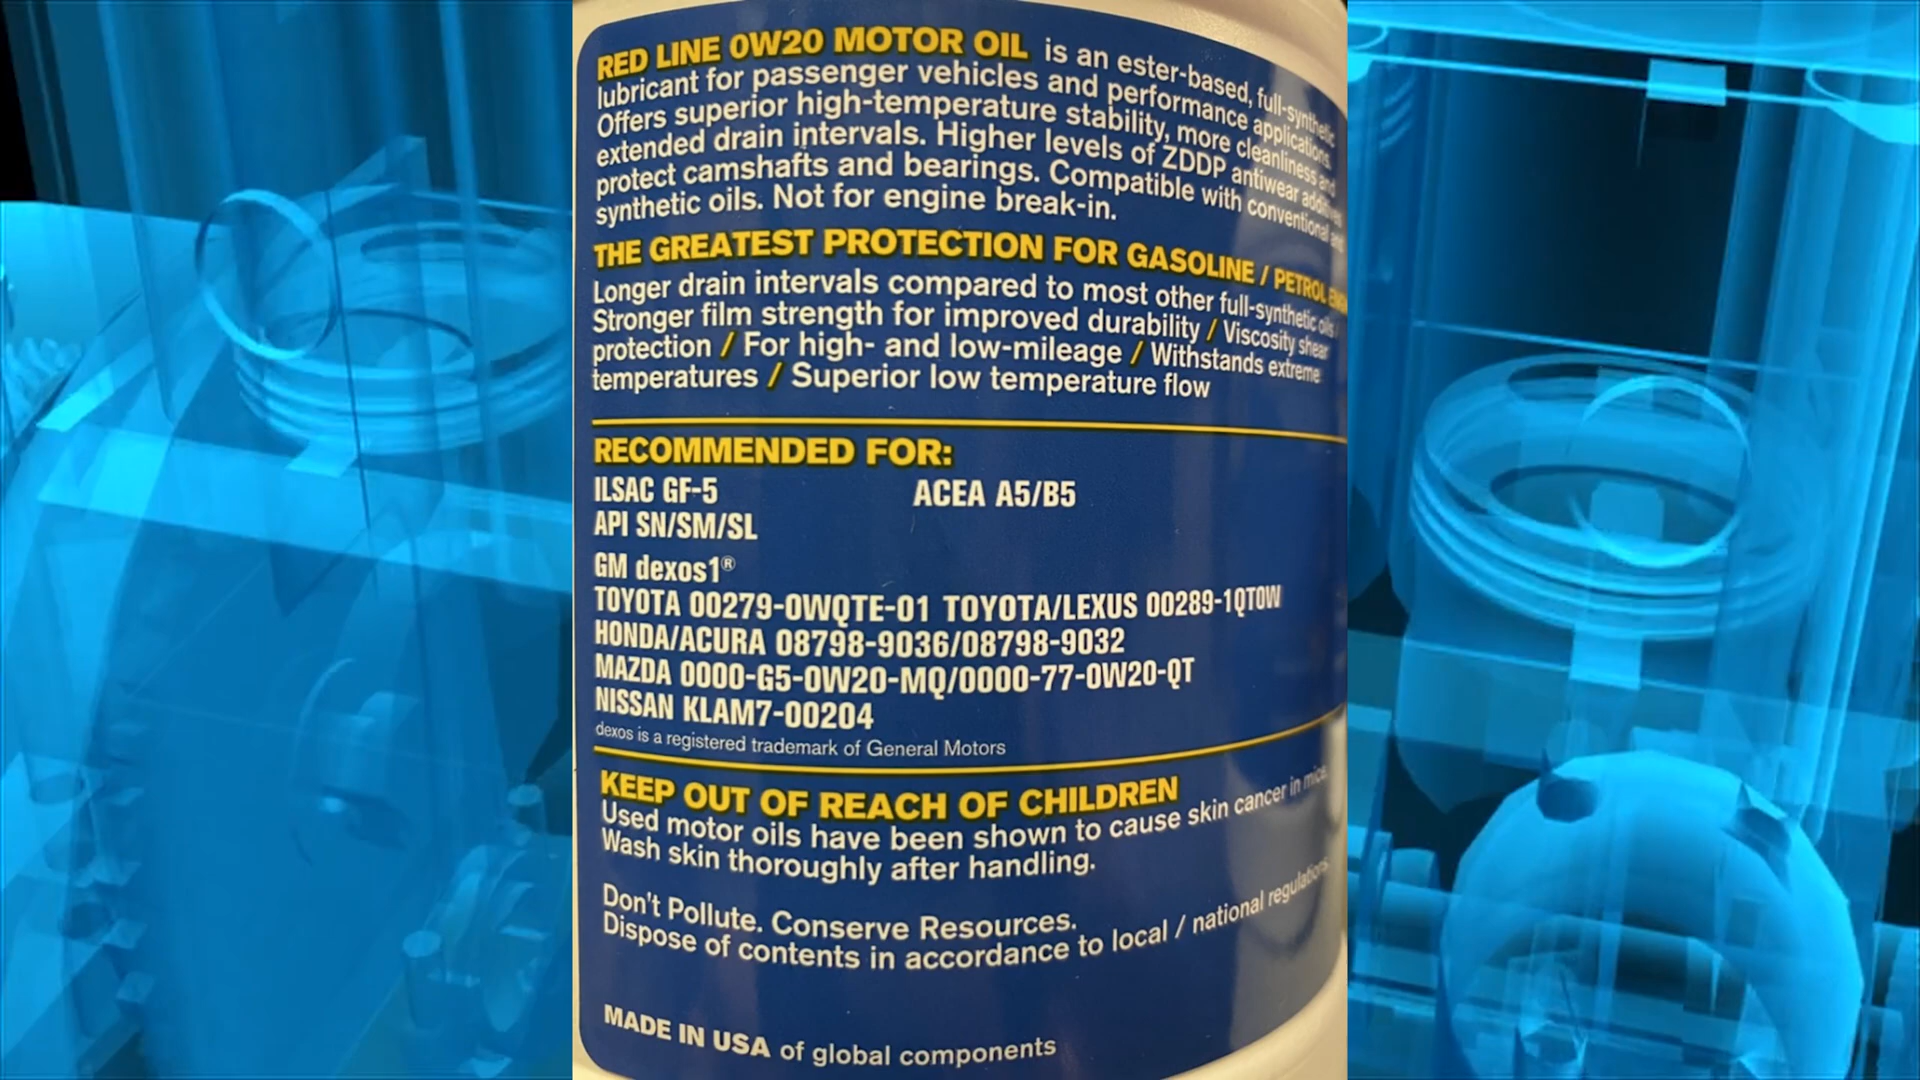 RED LINE 0W20 MOTOR OIL is an ester-based, full-synthetic
lubricant for passenger vehicles and performance applications.
Offers superior high-temperature stability, more cleanliness and
extended drain intervals. Higher levels of ZDDP antiwear
protect camshafts and bearings. Compatible with conventional and
synthetic oils. Not for engine break-in.
THE GREATEST PROTECTION FOR GASOLINE / PETROL
Longer drain intervals compared to most other full-synthetic oils /
Stronger film strength for improved durability / Viscosity shear
protection / For high- and low-mileage / Withstands extreme
temperatures / Superior low temperature flow
RECOMMENDED FOR:
ILSAC GF-5 ACEA A5/B5
API SN/SM/SL
GM dexos1®
TOYOTA 00279-0WQTE-01 TOYOTA/LEXUS 00289-1QT0W
HONDA/ACURA 08798-9036/08798-9032
MAZDA 0000-G5-0W20-MQ/0000-77-0W20-QT
NISSAN KLAM7-00204
dexos is a registered trademark of General Motors
KEEP OUT OF REACH OF CHILDREN
Used motor oils have been shown to cause skin cancer in mice.
Wash skin thoroughly after handling.
Don't Pollute. Conserve Resources.
Dispose of contents in accordance to local / national regulations.
MADE IN USA of global components